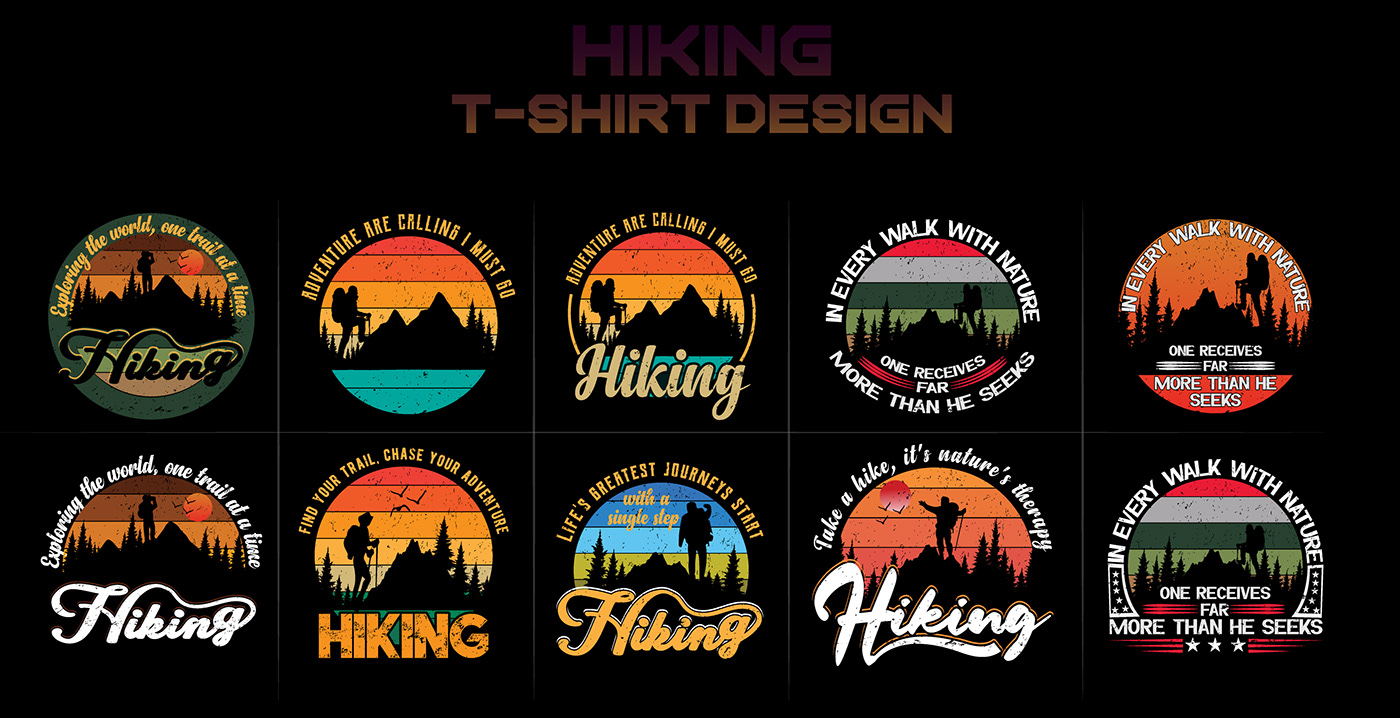 HIKING
T-SHIRT DESIGN
Exploring the world, one trail at a time
Hiking
ADVENTURE ARE CALLING I MUST GO
ADVENTURE ARE CALLING I MUST GO
Hiking
IN EVERY WALK WITH NATURE
ONE RECEIVES
FAR
MORE THAN HE SEEKS
IN EVERY WALK WITH NATURE
ONE RECEIVES
FAR
MORE THAN HE
SEEKS
Exploring the world, one trail at a time
Hiking
FIND YOUR TRAIL, CHASE YOUR ADVENTURE
HIKING
LIFE'S GREATEST JOURNEYS START
with a
single step
Hiking
Take a hike, it's nature's therapy
Hiking
IN EVERY WALK WITH NATURE
ONE RECEIVES
FAR
MORE THAN HE SEEKS